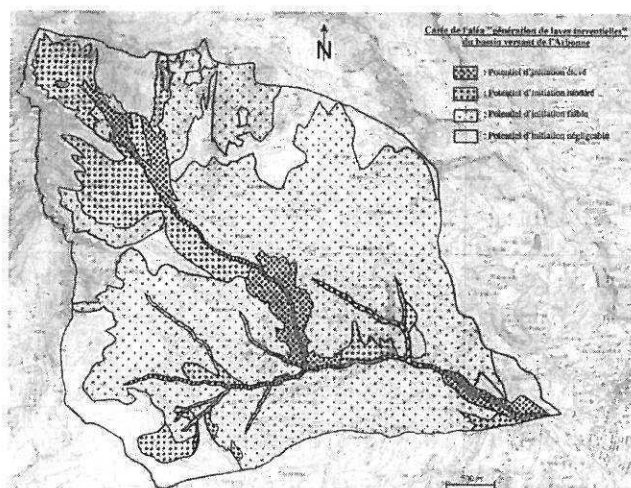 Carte de l'aléa "génération de laves torrentielles"
du bassin versant de l'Arbonne
N
: Potentiel d'initiation élevé
: Potentiel d'initiation modéré
: Potentiel d'initiation faible
: Potentiel d'initiation négligeable
500 m